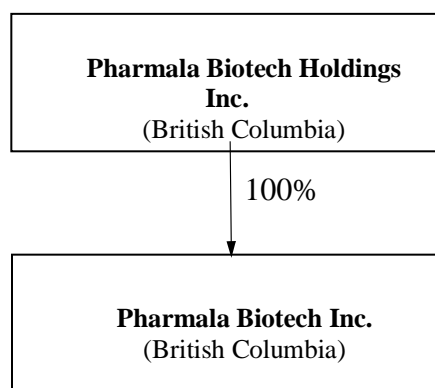 Pharmala Biotech Holdings
Inc.
(British Columbia)
100%
Pharmala Biotech Inc.
(British Columbia)